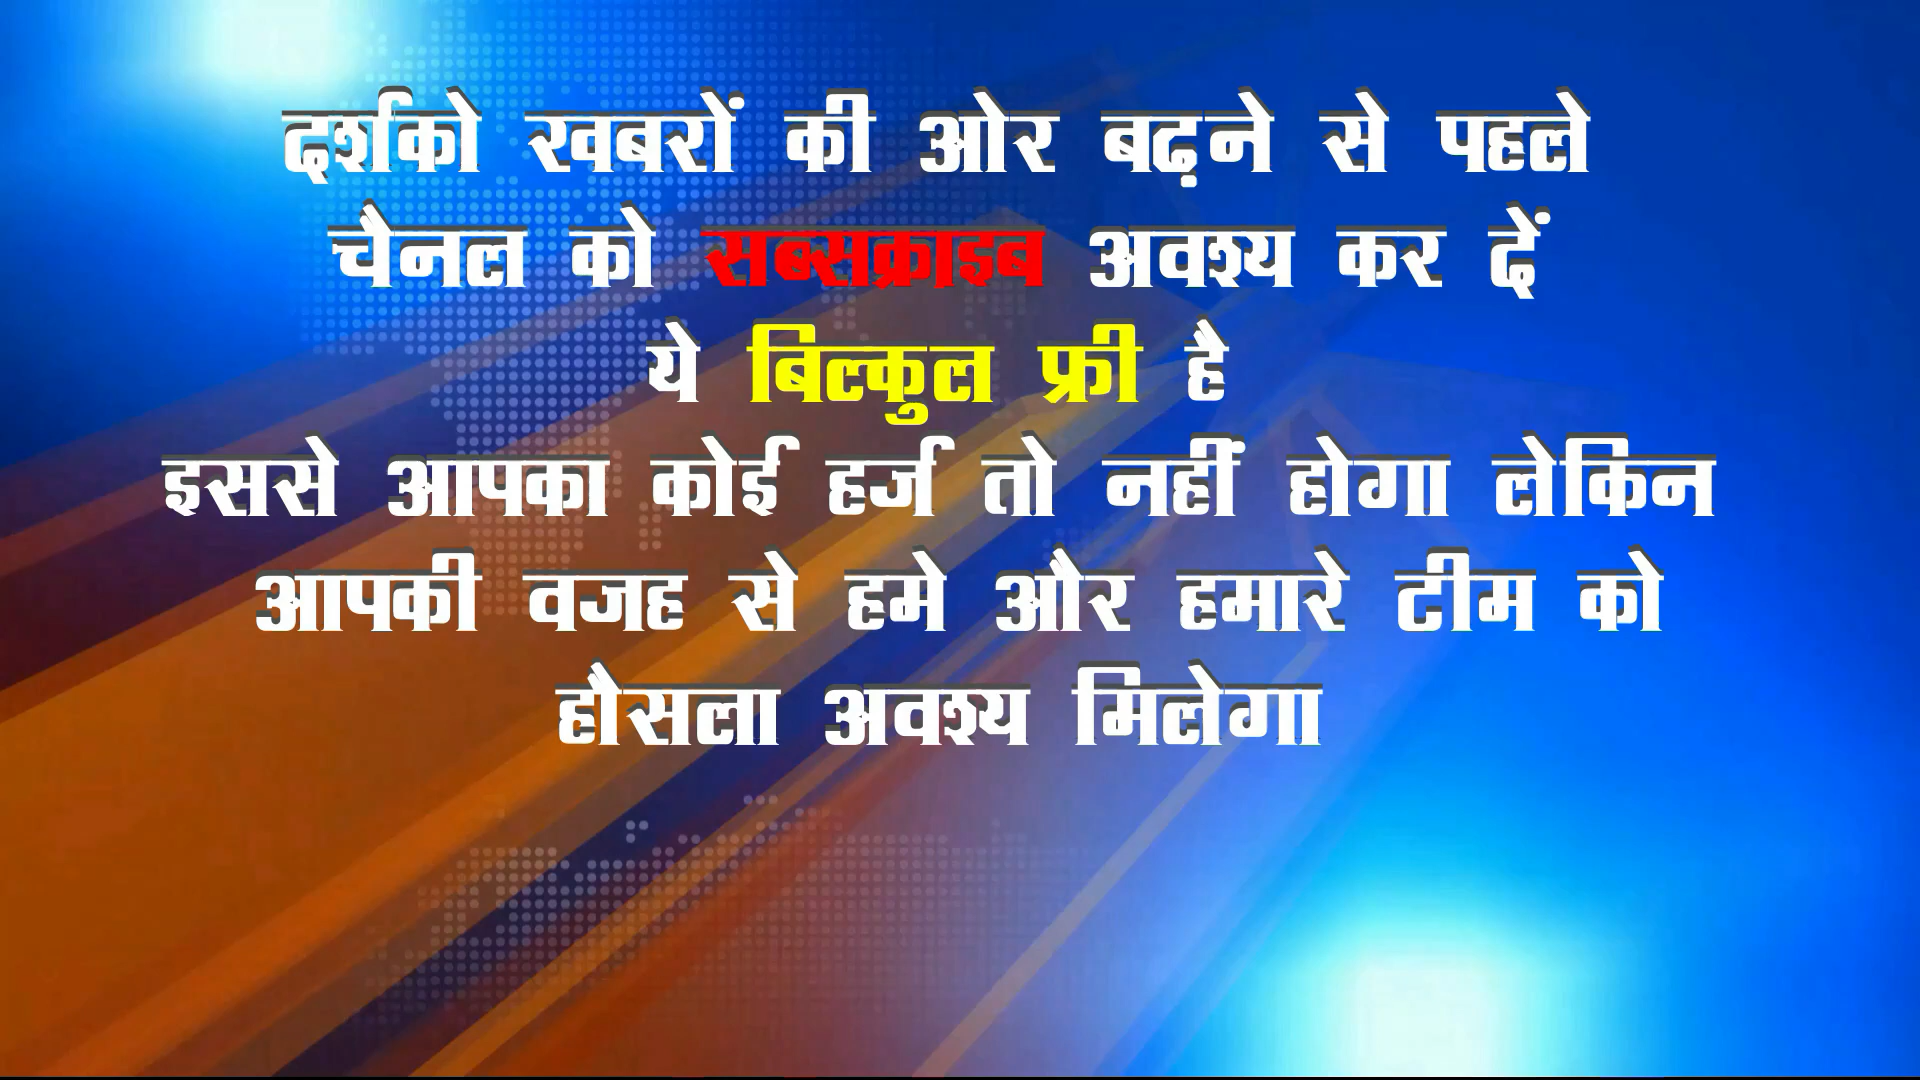 दर्शको खबरों की ओर बढ़ने से पहले
चैनल को सब्सक्राइब अवश्य कर दें
ये बिल्कुल फ्री है
इससे आपका कोई हर्ज तो नहीं होगा लेकिन
आपकी वजह से हमे और हमारे टीम को
हौसला अवश्य मिलेगा